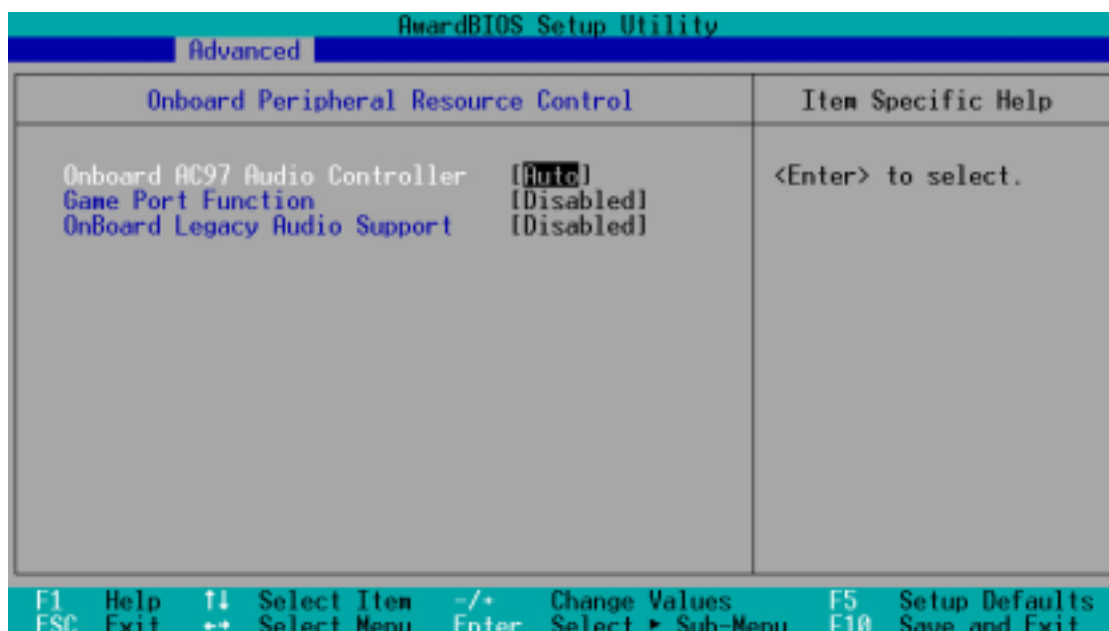 AwardBIOS Setup Utility
Advanced
Onboard Peripheral Resource Control
Item Specific Help
Onboard AC97 Audio Controller [Auto]
Game Port Function [Disabled]
OnBoard Legacy Audio Support [Disabled]
<Enter> to select.
F1 Help ↑↓ Select Item -/+ Change Values F5 Setup Defaults
ESC Exit ←→ Select Menu Enter Select ► Sub-Menu F10 Save and Exit